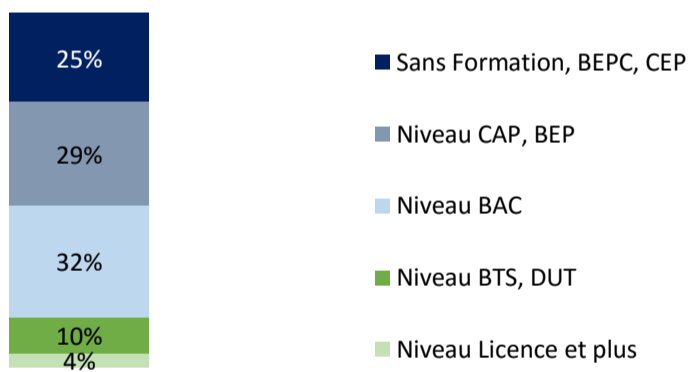 25%
Sans Formation, BEPC, CEP
29%
Niveau CAP, BEP
32%
Niveau BAC
10%
Niveau BTS, DUT
4%
Niveau Licence et plus